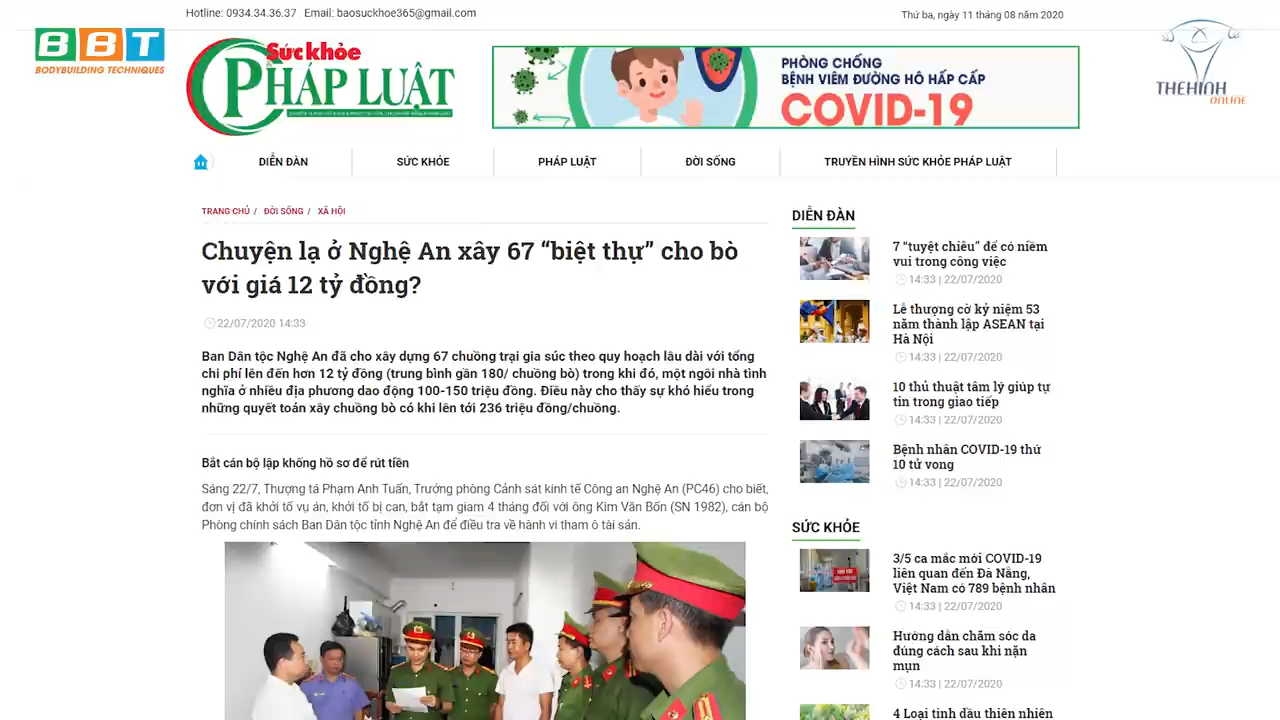 Hotline: 0934.34.36.37 Email: baosuckhoe365@gmail.com
Thứ ba, ngày 11 tháng 08 năm 2020
BBT
BODYBUILDING TECHNIQUES
Sức khỏe
PHÁP LUẬT
PHÒNG CHỐNG
BỆNH VIÊM ĐƯỜNG HÔ HẤP CẤP
COVID-19
THEHINH
ONLINE
DIỄN ĐÀN
SỨC KHỎE
PHÁP LUẬT
ĐỜI SỐNG
TRUYỀN HÌNH SỨC KHỎE PHÁP LUẬT
TRANG CHỦ / ĐỜI SỐNG / XÃ HỘI
Chuyện lạ ở Nghệ An xây 67 “biệt thự” cho bò
với giá 12 tỷ đồng?
22/07/2020 14:33
Ban Dân tộc Nghệ An đã cho xây dựng 67 chuồng trại gia súc theo quy hoạch lâu dài với tổng
chi phí lên đến hơn 12 tỷ đồng (trung bình gần 180/ chuồng bò) trong khi đó, một ngôi nhà tình
nghĩa ở nhiều địa phương dao động 100-150 triệu đồng. Điều này cho thấy sự khó hiểu trong
những quyết toán xây chuồng bò có khi lên tới 236 triệu đồng/chuồng.
Bắt cán bộ lập khống hồ sơ để rút tiền
Sáng 22/7, Thượng tá Phạm Anh Tuấn, Trưởng phòng Cảnh sát kinh tế Công an Nghệ An (PC46) cho biết,
đơn vị đã khởi tố vụ án, khởi tố bị can, bắt tạm giam 4 tháng đối với ông Kim Văn Bốn (SN 1982), cán bộ
Phòng chính sách Ban Dân tộc tỉnh Nghệ An để điều tra về hành vi tham ô tài sản.
DIỄN ĐÀN
7 “tuyệt chiêu” để có niềm
vui trong công việc
14:33 | 22/07/2020
Lễ thượng cờ kỷ niệm 53
năm thành lập ASEAN tại
Hà Nội
14:33 | 22/07/2020
10 thủ thuật tâm lý giúp tự
tin trong giao tiếp
14:33 | 22/07/2020
Bệnh nhân COVID-19 thứ
10 tử vong
14:33 | 22/07/2020
SỨC KHỎE
3/5 ca mắc mới COVID-19
liên quan đến Đà Nẵng,
Việt Nam có 789 bệnh nhân
14:33 | 22/07/2020
Hướng dẫn chăm sóc da
đúng cách sau khi nặn
mụn
14:33 | 22/07/2020
4 Loại tinh dầu thiên nhiên